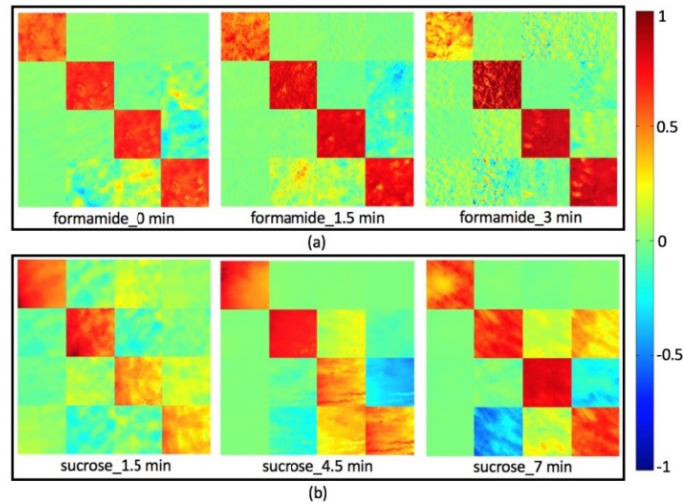 formamide_0 min
formamide_1.5 min
formamide_3 min
(a)
sucrose_1.5 min
sucrose_4.5 min
sucrose_7 min
(b)
1
0.5
0
-0.5
-1